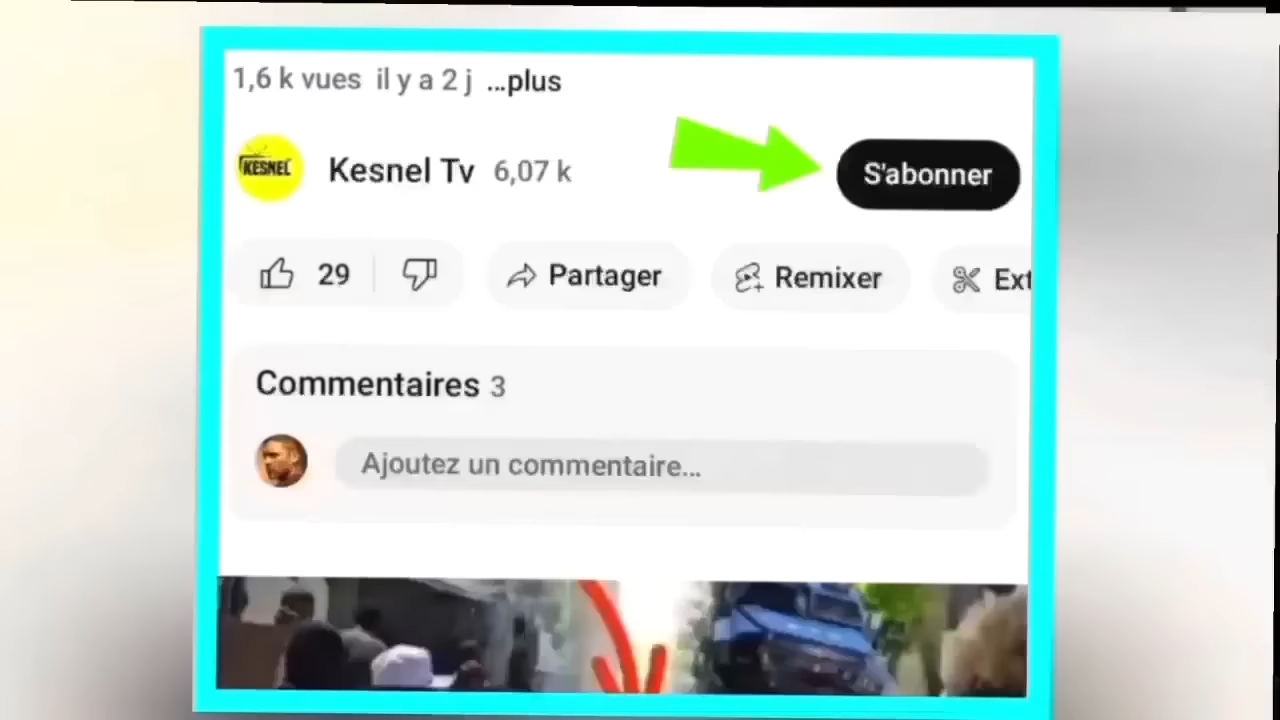 1,6 k vues il y a 2 j ...plus
KESNEL
Kesnel Tv 6,07 k
S'abonner
29
Partager
Remixer
Ext
Commentaires 3
Ajoutez un commentaire...